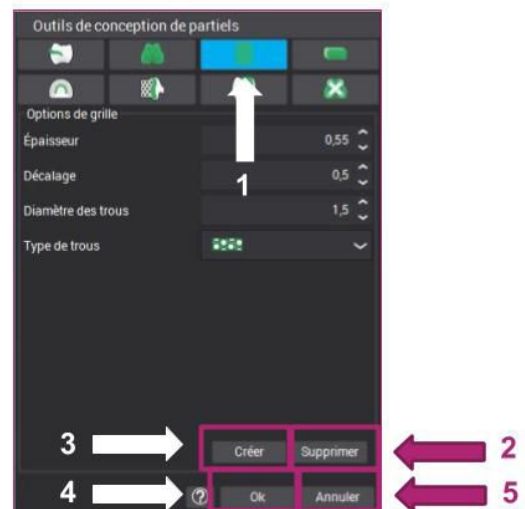 Outils de conception de partiels
Options de grille
Épaisseur 0,55
Décalage 0,5
1
Diamètre des trous 1,5
Type de trous
3 Créer Supprimer 2
4 ? Ok Annuler 5